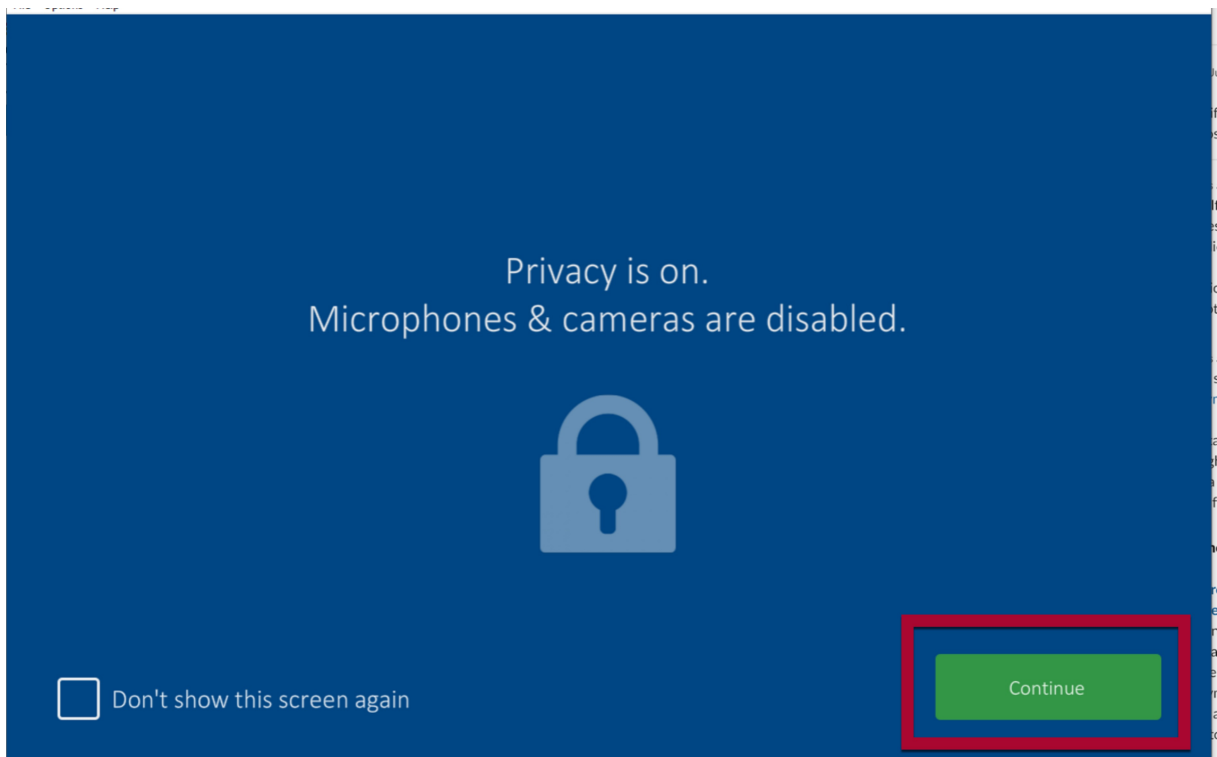 Privacy is on.
Microphones & cameras are disabled.
Don't show this screen again
Continue